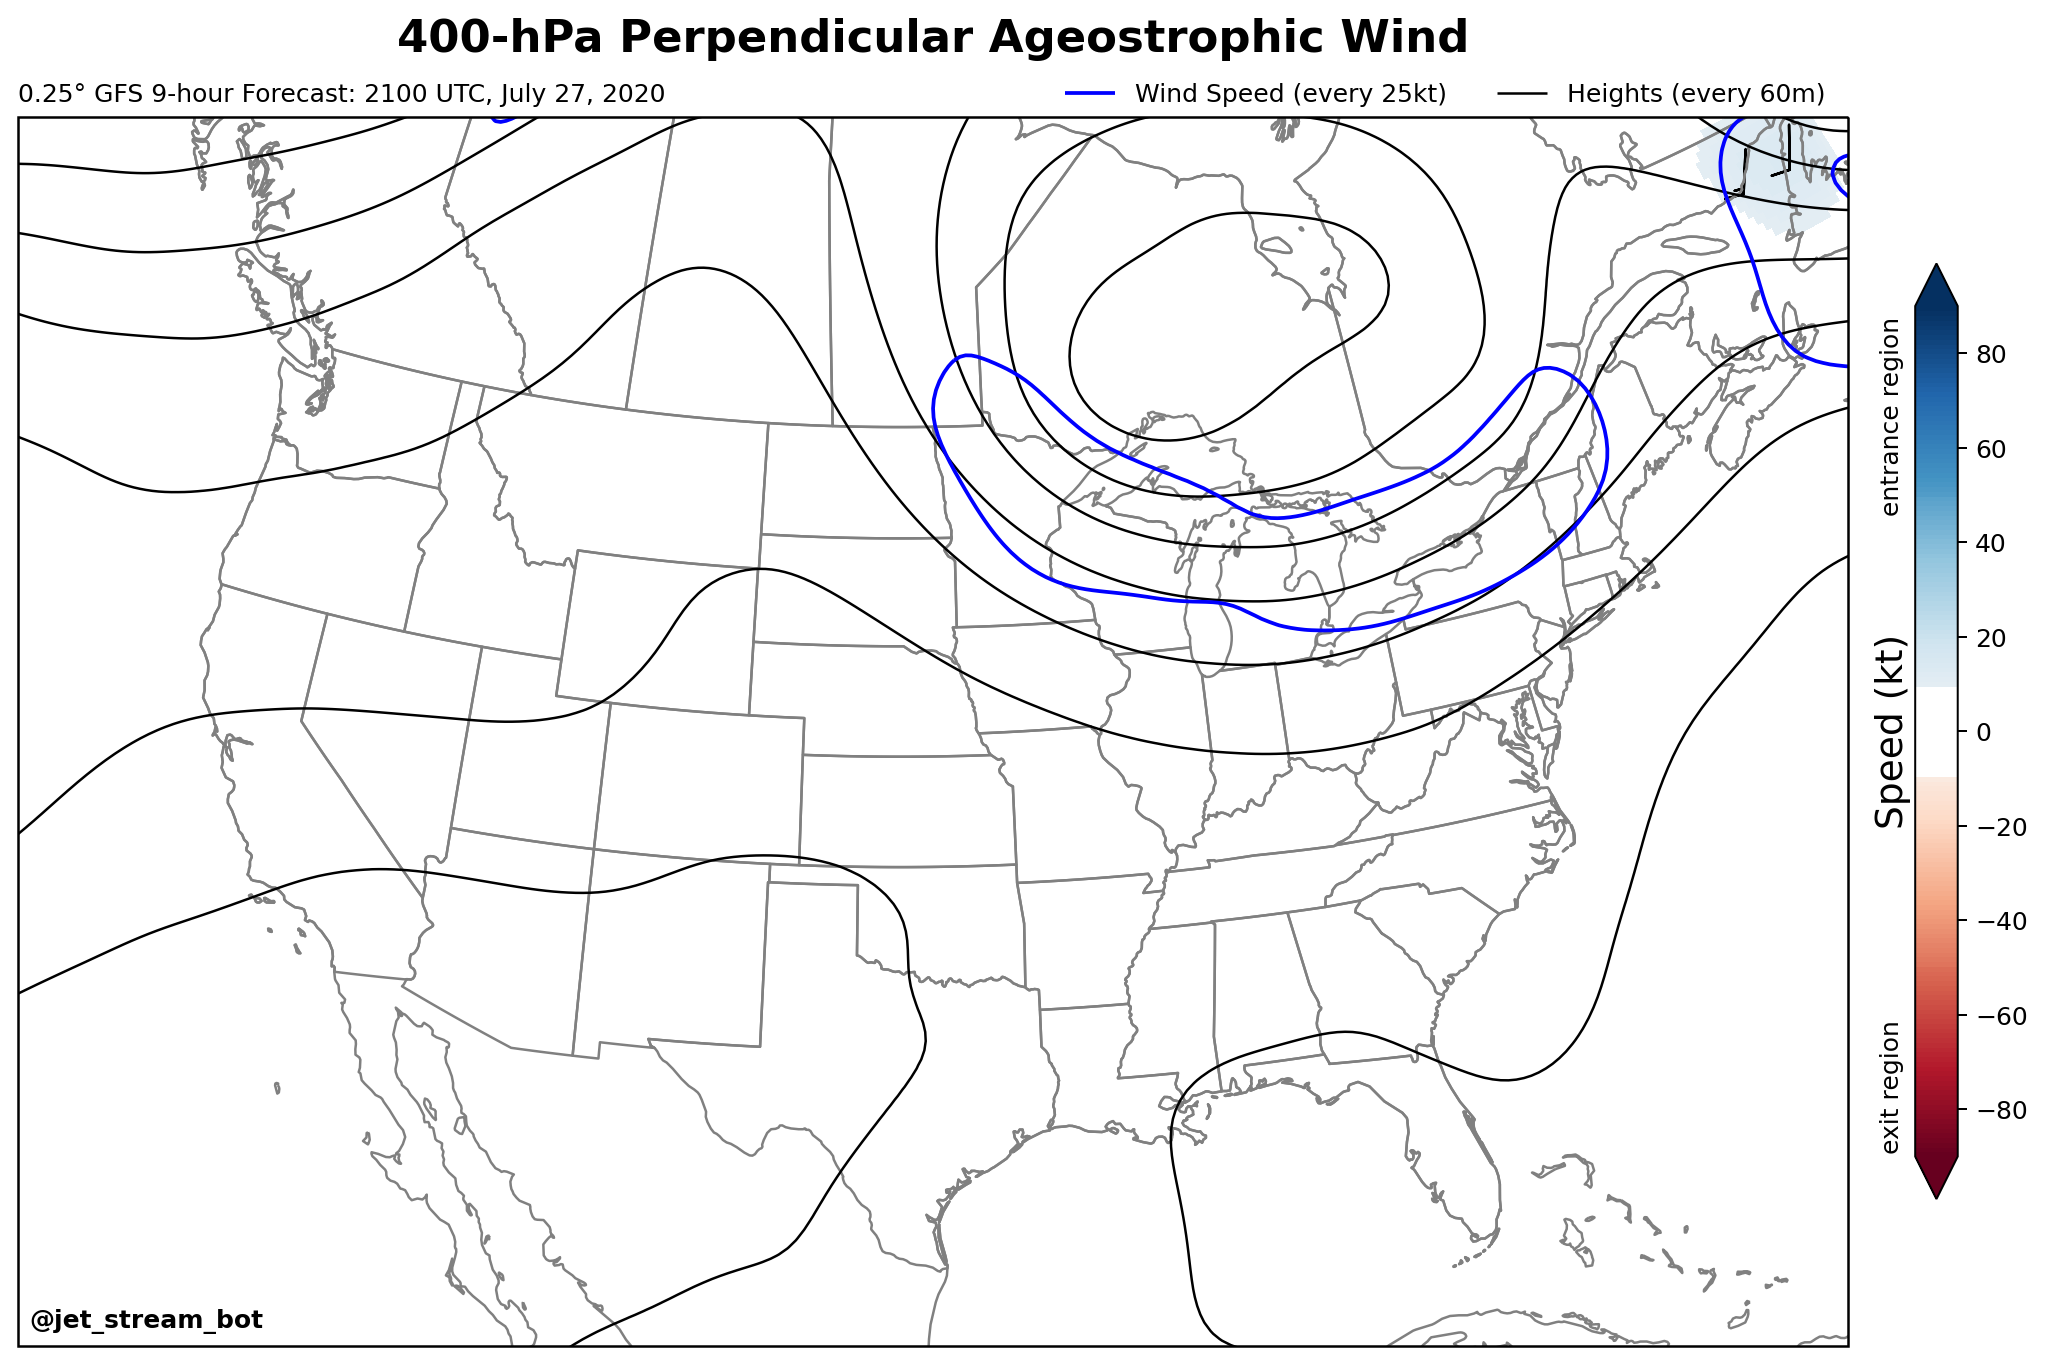 400-hPa Perpendicular Ageostrophic Wind
0.25° GFS 9-hour Forecast: 2100 UTC, July 27, 2020
Wind Speed (every 25kt)
Heights (every 60m)
entrance region
Speed (kt)
exit region
80
60
40
20
0
−20
−40
−60
−80
@jet_stream_bot